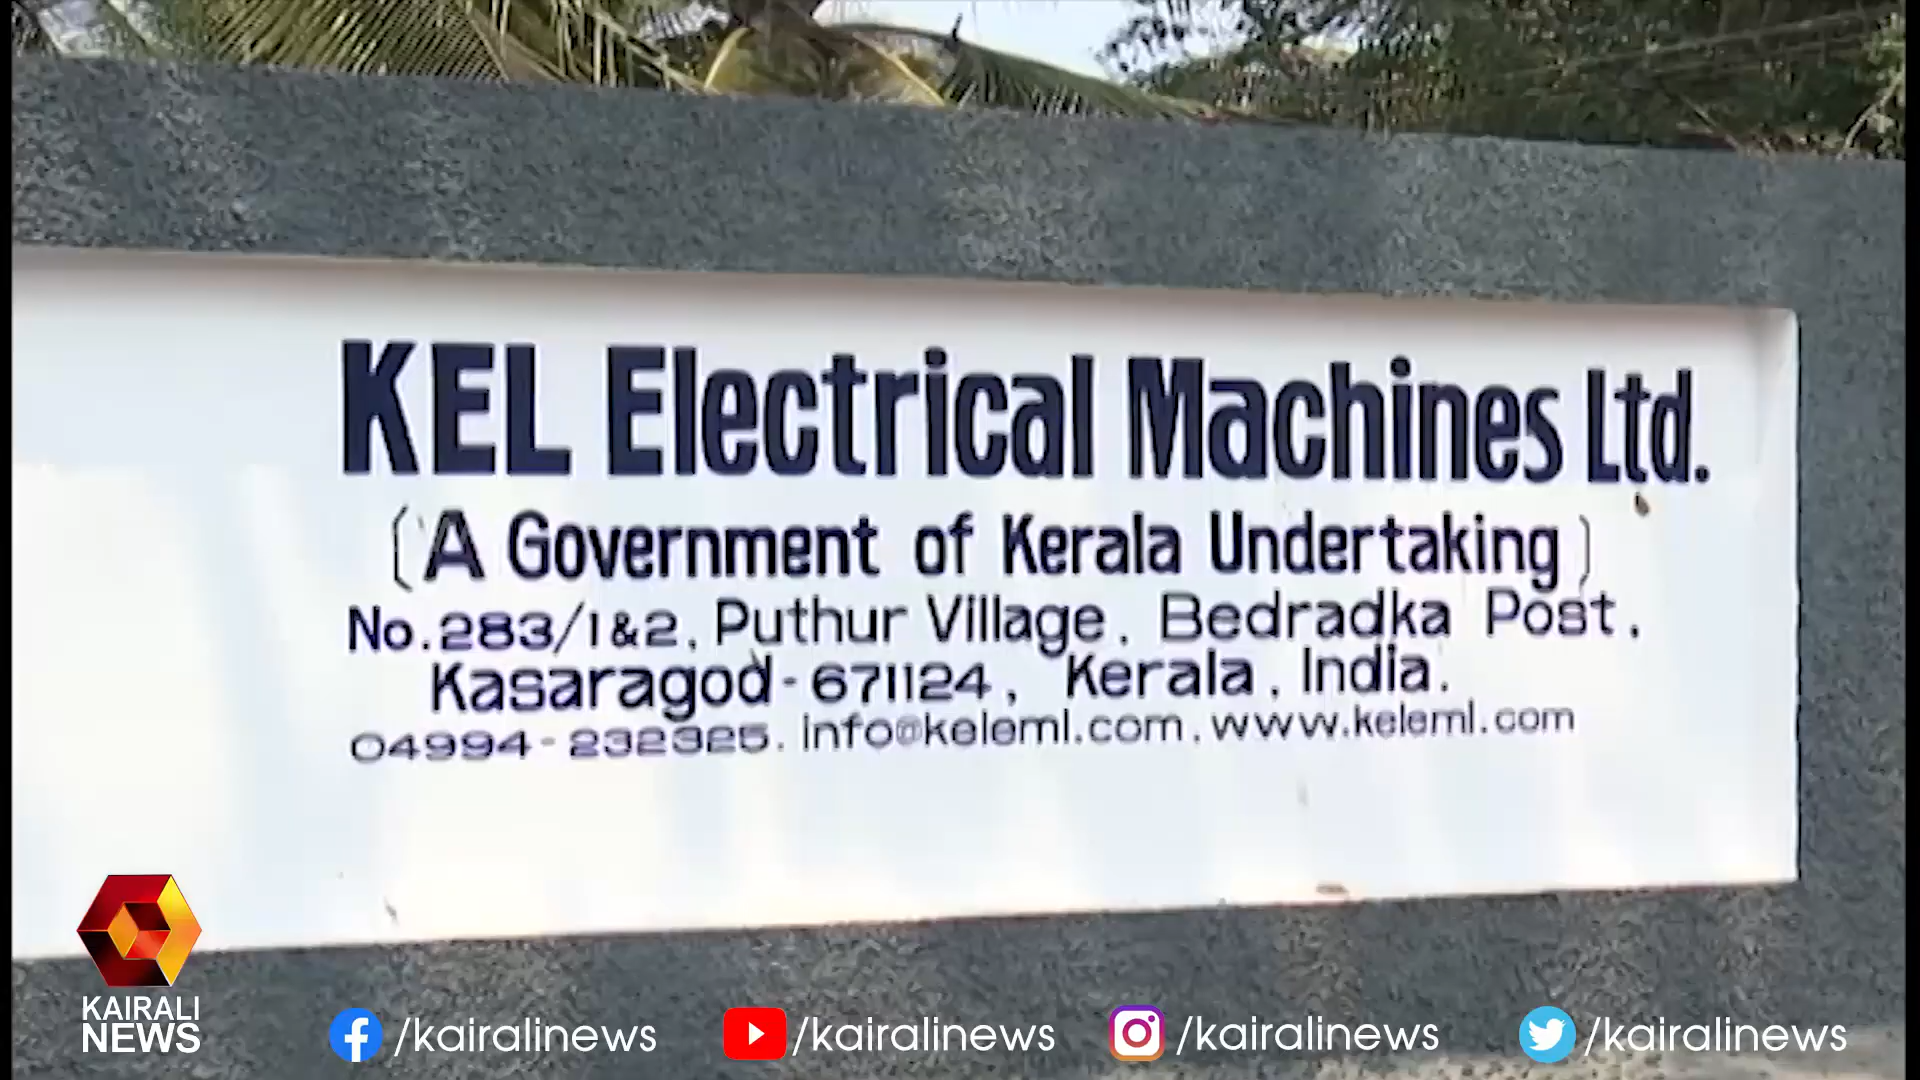 KEL Electrical Machines Ltd.
(A Government of Kerala Undertaking)
No.283/1&2, Puthur Village, Bedradka Post,
Kasaragod-671124, Kerala, India.
04994-232325. info@keleml.com, www.keleml.com
KAIRALI
NEWS
/kairalinews
/kairalinews
/kairalinews
/kairalinews